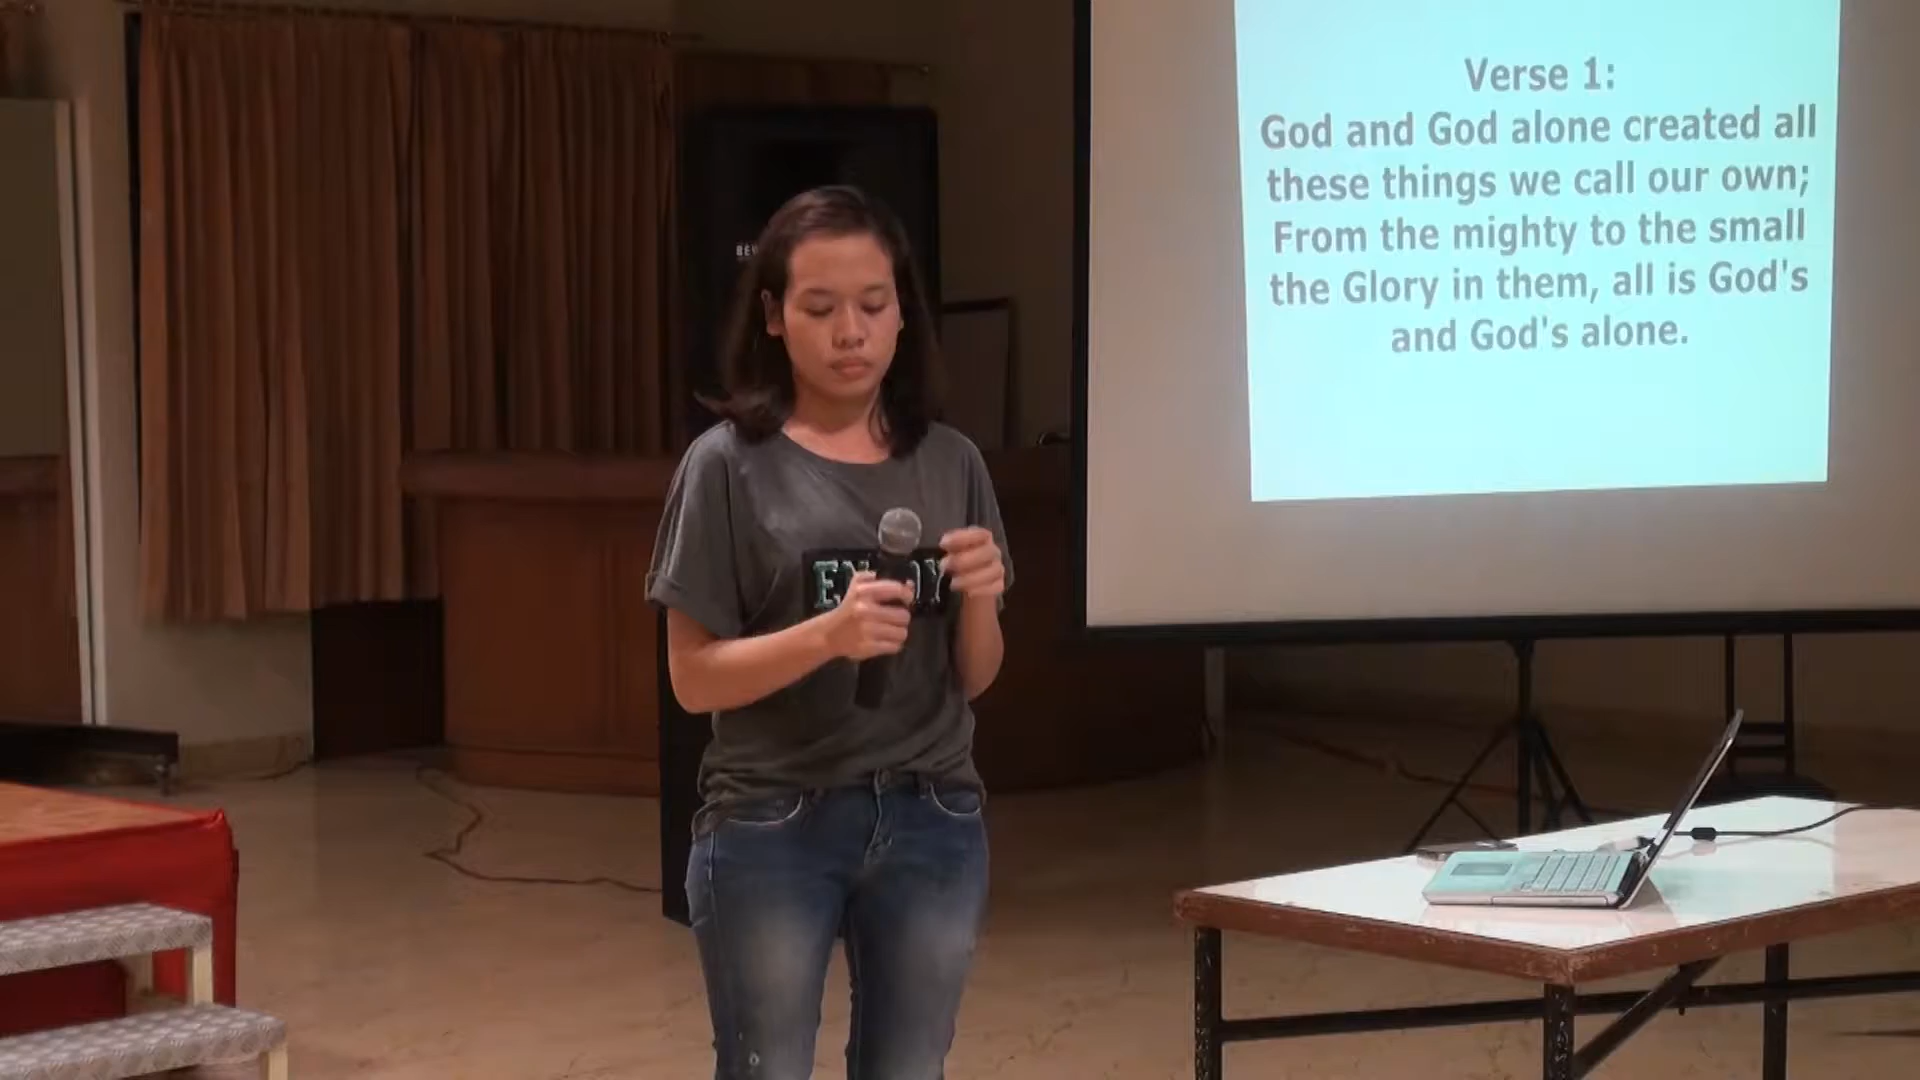 Verse 1:
God and God alone created all
these things we call our own;
From the mighty to the small
the Glory in them, all is God's
and God's alone.